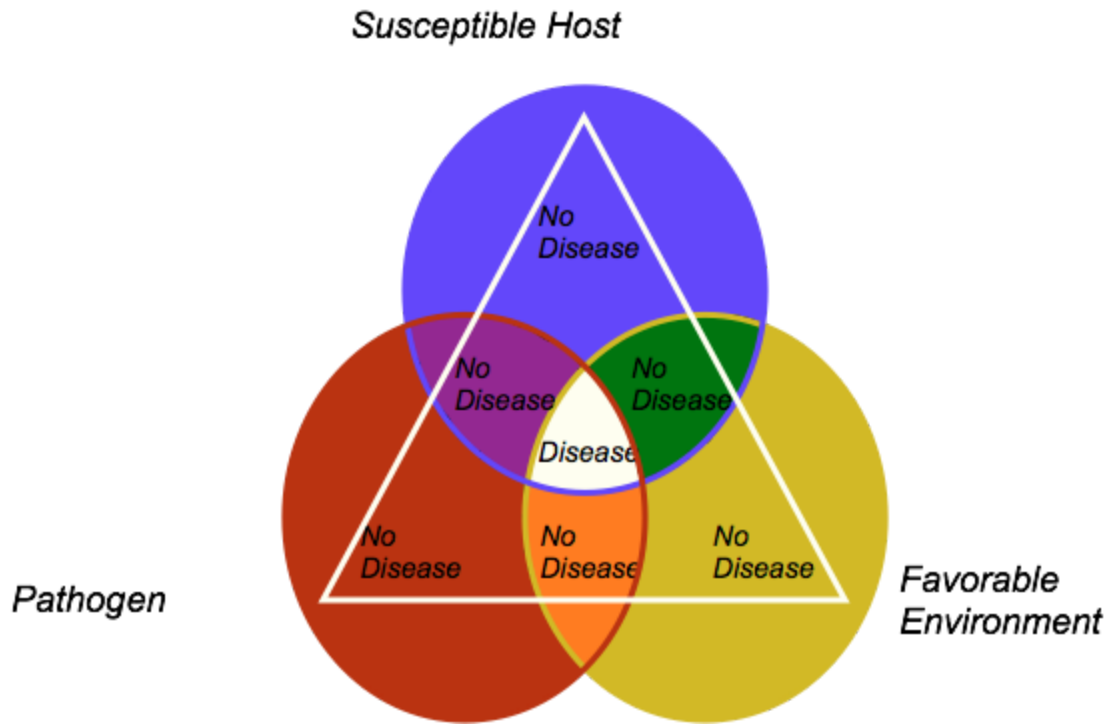 Susceptible Host
No
Disease
No
Disease
No
Disease
Disease
No
Disease
No
Disease
No
Disease
Pathogen
Favorable
Environment